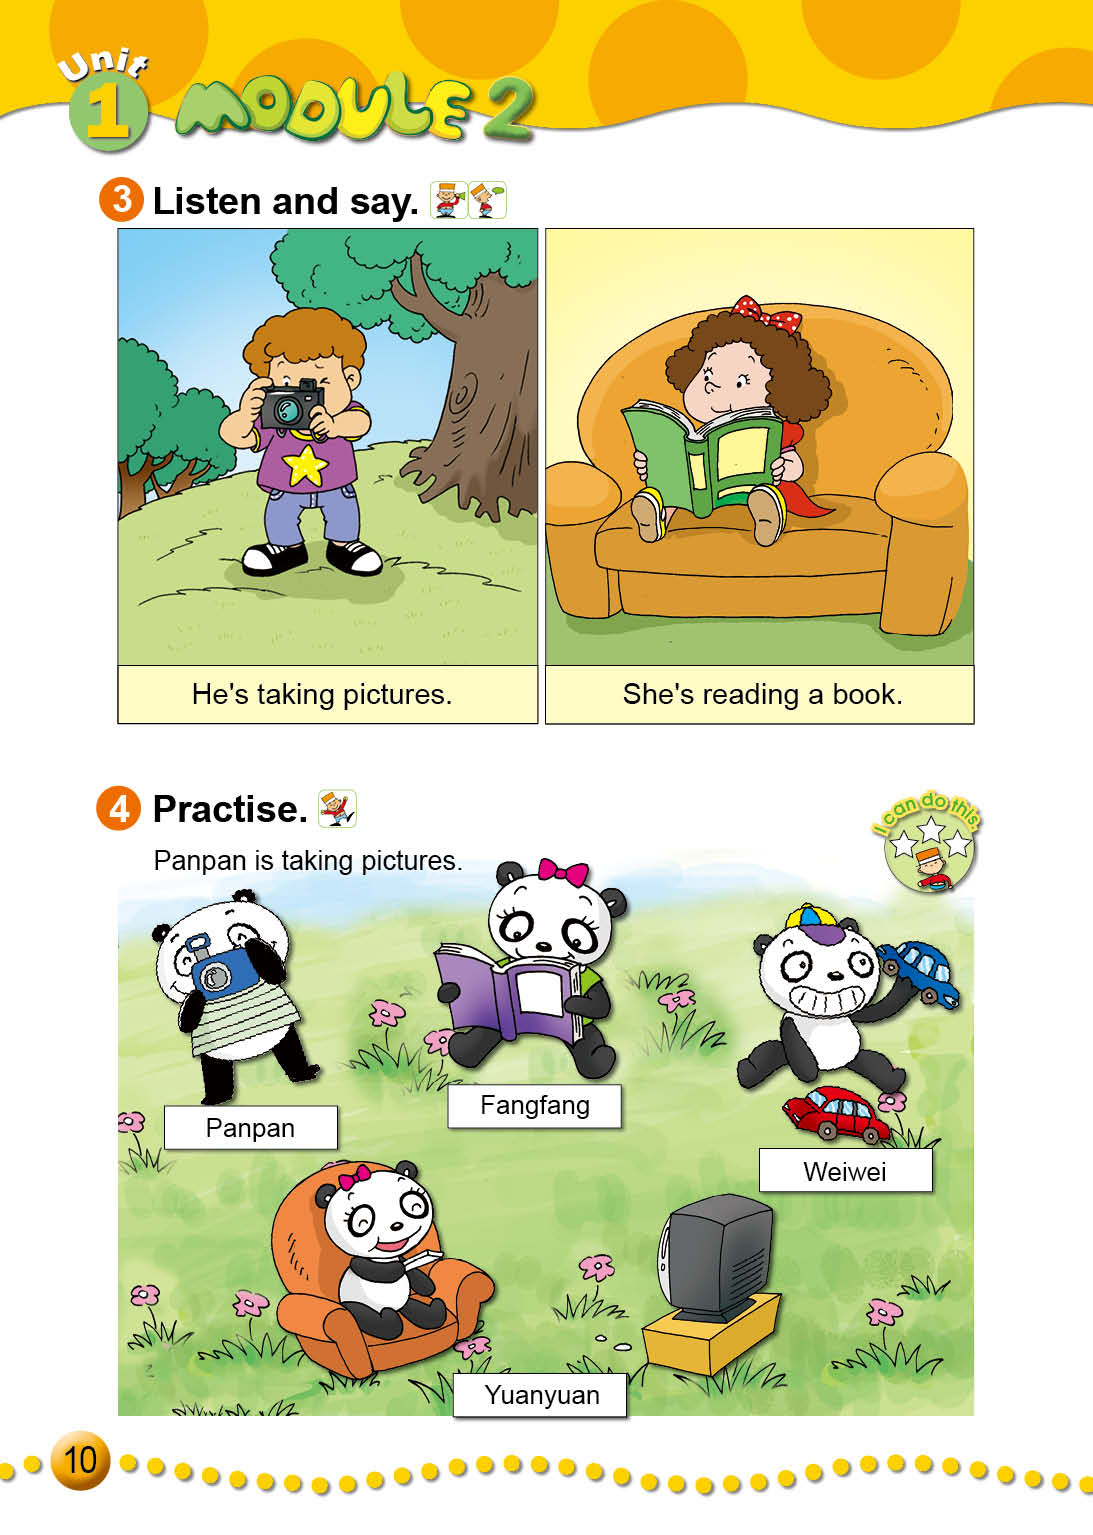 Unit
1 MODULE 2
3 Listen and say.
He's taking pictures.
She's reading a book.
4 Practise.
I can do this.
Panpan is taking pictures.
Panpan
Fangfang
Weiwei
Yuanyuan
10